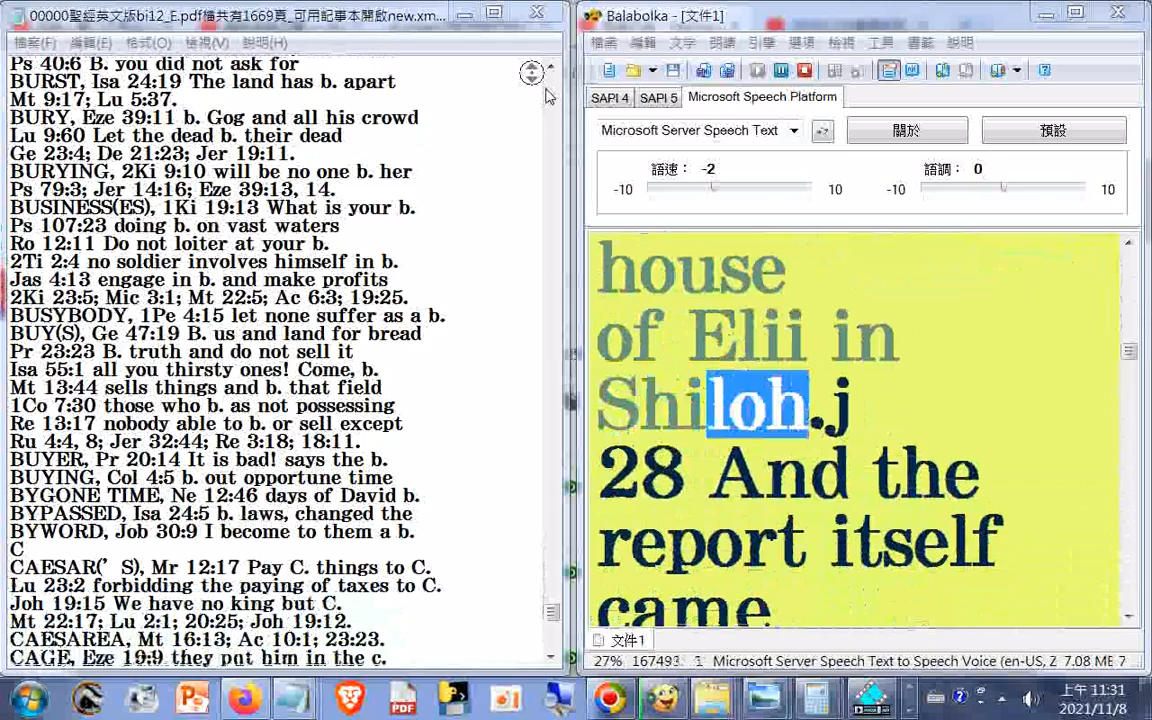 00000聖經英文版bi12_E.pdf檔共有1669頁_可用記事本開啟new.xm...
檔案(F) 編輯(E) 格式(O) 檢視(V) 說明(H)
Ps 40:6 B. you did not ask for
BURST, Isa 24:19 The land has b. apart
Mt 9:17; Lu 5:37.
BURY, Eze 39:11 b. Gog and all his crowd
Lu 9:60 Let the dead b. their dead
Ge 23:4; De 21:23; Jer 19:11.
BURYING, 2Ki 9:10 will be no one b. her
Ps 79:3; Jer 14:16; Eze 39:13, 14.
BUSINESS(ES), 1Ki 19:13 What is your b.
Ps 107:23 doing b. on vast waters
Ro 12:11 Do not loiter at your b.
2Ti 2:4 no soldier involves himself in b.
Jas 4:13 engage in b. and make profits
2Ki 23:5; Mic 3:1; Mt 22:5; Ac 6:3; 19:25.
BUSYBODY, 1Pe 4:15 let none suffer as a b.
BUY(S), Ge 47:19 B. us and land for bread
Pr 23:23 B. truth and do not sell it
Isa 55:1 all you thirsty ones! Come, b.
Mt 13:44 sells things and b. that field
1Co 7:30 those who b. as not possessing
Re 13:17 nobody able to b. or sell except
Ru 4:4, 8; Jer 32:44; Re 3:18; 18:11.
BUYER, Pr 20:14 It is bad! says the b.
BUYING, Col 4:5 b. out opportune time
BYGONE TIME, Ne 12:46 days of David b.
BYPASSED, Isa 24:5 b. laws, changed the
BYWORD, Job 30:9 I become to them a b.
C
CAESAR(’S), Mr 12:17 Pay C. things to C.
Lu 23:2 forbidding the paying of taxes to C.
Joh 19:15 We have no king but C.
Mt 22:17; Lu 2:1; 20:25; Joh 19:12.
CAESAREA, Mt 16:13; Ac 10:1; 23:23.
CAGE, Eze 19:9 they put him in the c.
Balabolka - [文件1]
檔案 編輯 文字 朗讀 引擎 選項 檢視 工具 書籤 說明
SAPI 4 SAPI 5 Microsoft Speech Platform
Microsoft Server Speech Text 關於 預設
語速： -2 語調： 0
-10 10 -10 10
house
of Elii in
Shiloh.j
28 And the
report itself
came
文件1
27% 167493 1 Microsoft Server Speech Text to Speech Voice (en-US, Z 7.08 ME 7
PDF
上午 11:31
2021/11/8